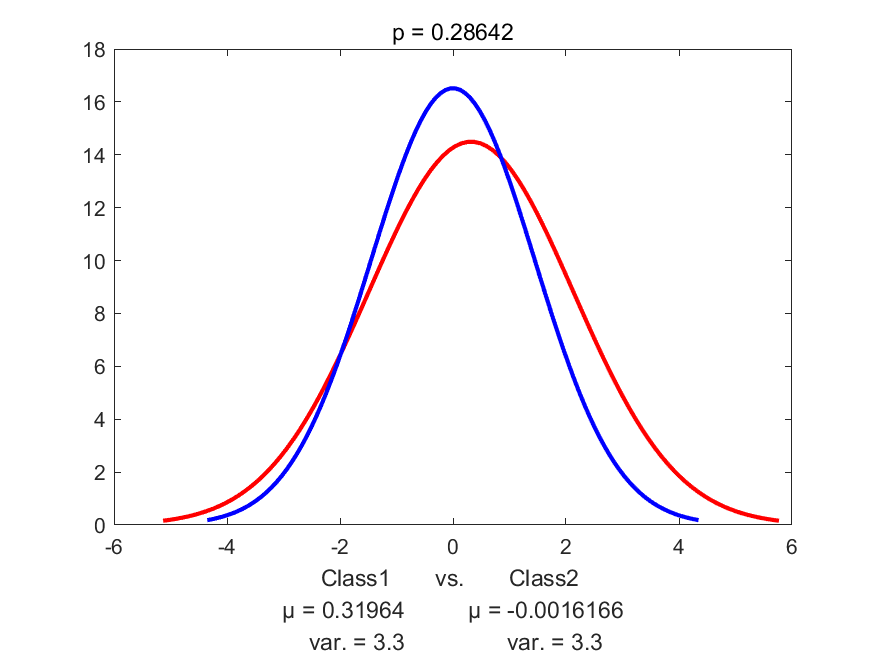 p = 0.28642
18
16
14
12
10
8
6
4
2
0
-6 -4 -2 0 2 4 6
Class1 vs. Class2
μ = 0.31964 μ = -0.0016166
var. = 3.3 var. = 3.3